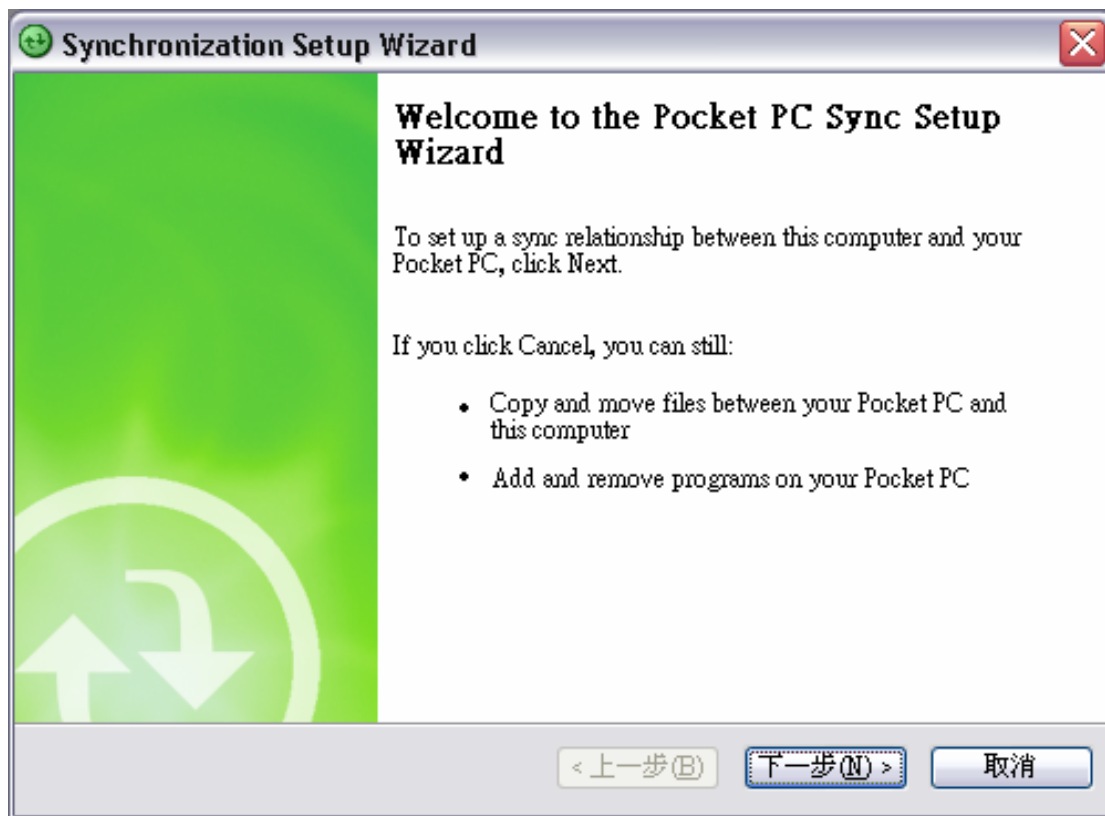 Synchronization Setup Wizard
Welcome to the Pocket PC Sync Setup
Wizard
To set up a sync relationship between this computer and your
Pocket PC, click Next.
If you click Cancel, you can still:
• Copy and move files between your Pocket PC and
this computer
• Add and remove programs on your Pocket PC
<上一步(B) 下一步(N)> 取消